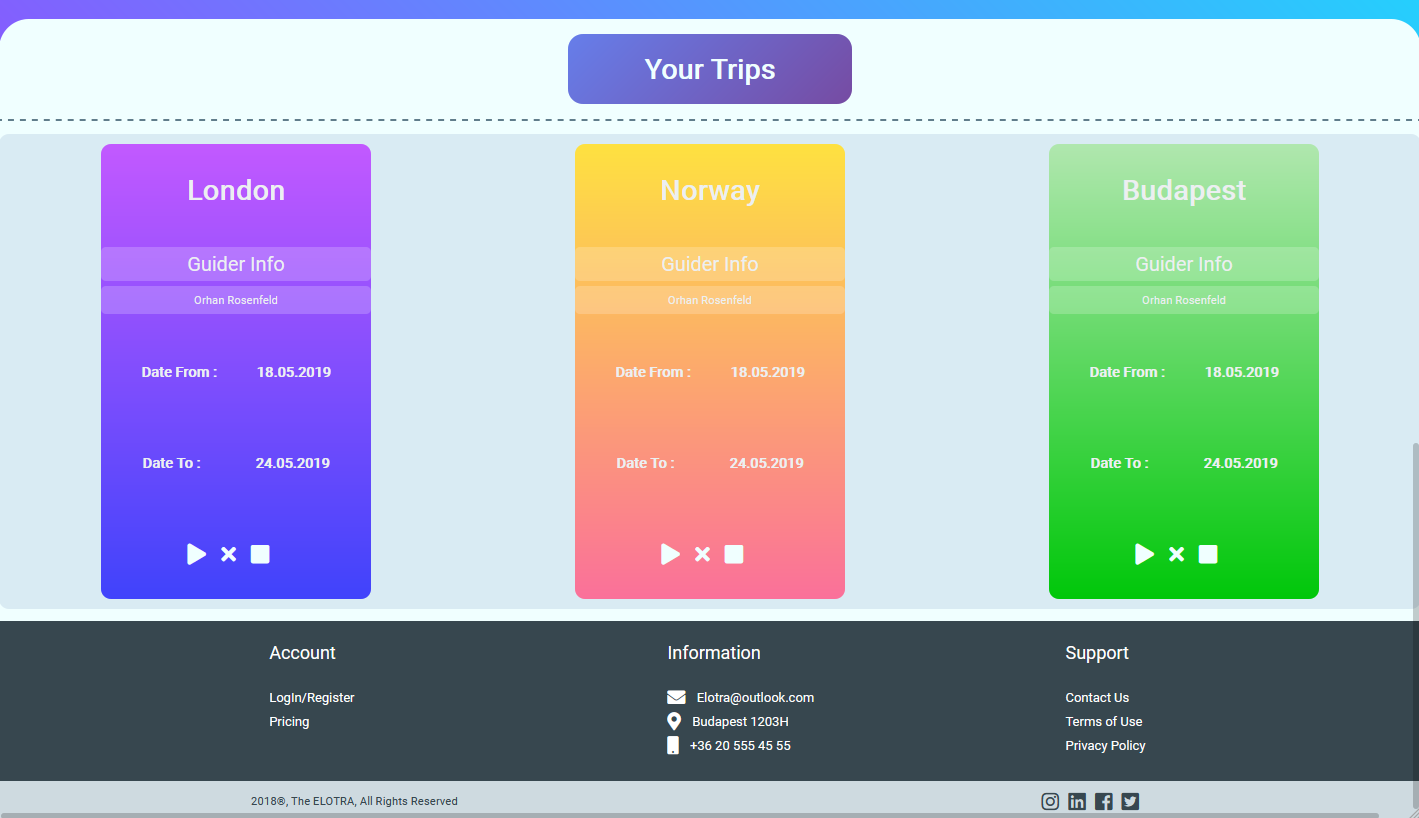 Your Trips
London
Guider Info
Orhan Rosenfeld
Date From : 18.05.2019
Date To : 24.05.2019
Norway
Guider Info
Orhan Rosenfeld
Date From : 18.05.2019
Date To : 24.05.2019
Budapest
Guider Info
Orhan Rosenfeld
Date From : 18.05.2019
Date To : 24.05.2019
Account
LogIn/Register
Pricing
Information
Elotra@outlook.com
Budapest 1203H
+36 20 555 45 55
Support
Contact Us
Terms of Use
Privacy Policy
2018®, The ELOTRA, All Rights Reserved